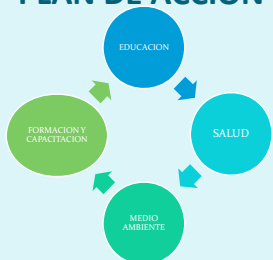 PLAN DE ACCION
EDUCACION
SALUD
MEDIO
AMBIENTE
FORMACION Y
CAPACITACION